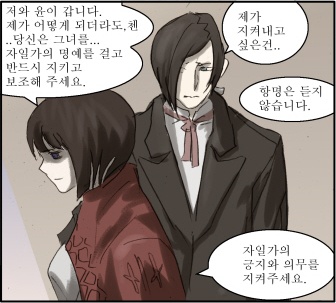 저와 윤이 갑니다.
제가 어떻게 되더라도,첸
..당신은 그녀를...
자일가의 명예를 걸고
반드시 지키고
보조해 주세요.
제가
지켜내고
싶은건..
항명은 듣지
않습니다.
자일가의
긍지와 의무를
지켜주세요.